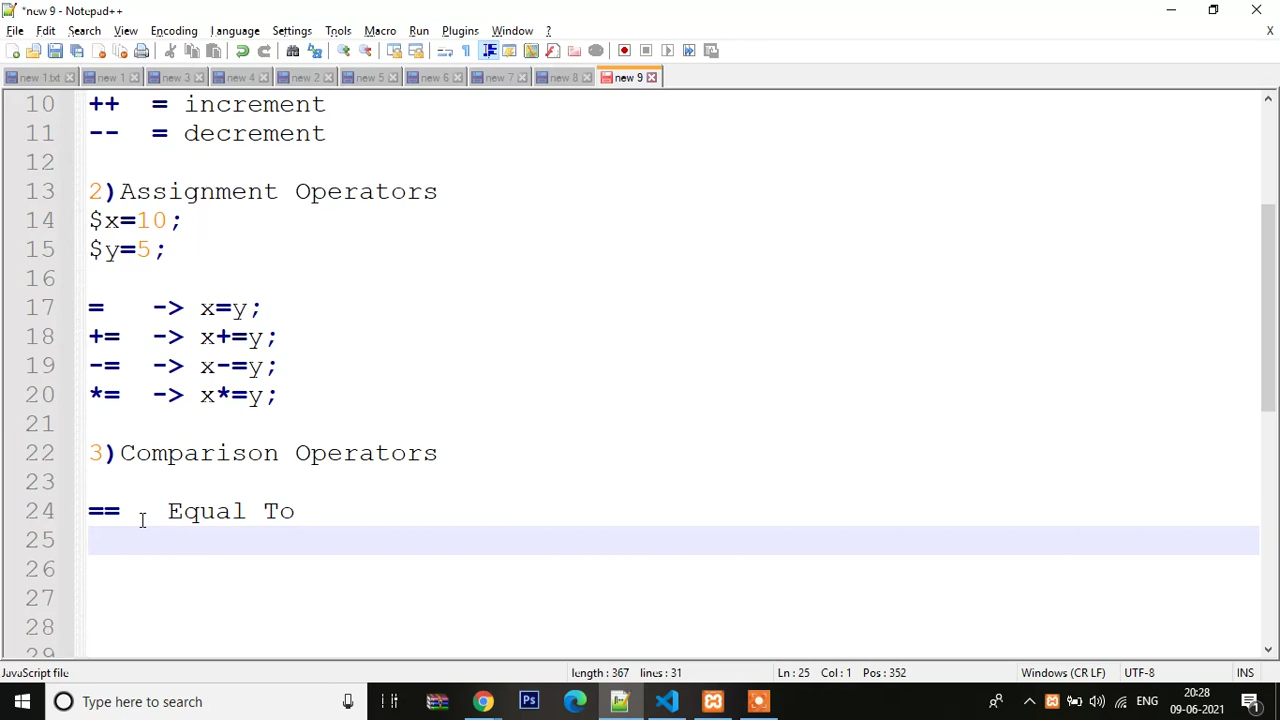 *new 9 - Notepad++
File Edit Search View Encoding Language Settings Tools Macro Run Plugins Window ? X
new 1.txt new 1 new 3 new 4 new 2 new 5 new 6 new 7 new 8 new 9
10 ++ = increment
11 -- = decrement
12
13 2)Assignment Operators
14 $x=10;
15 $y=5;
16
17 = -> x=y;
18 += -> x+=y;
19 -= -> x-=y;
20 *= -> x*=y;
21
22 3)Comparison Operators
23
24 == Equal To
25
26
27
28
29
JavaScript file length : 367 lines : 31 Ln : 25 Col : 1 Pos : 352 Windows (CR LF) UTF-8 INS
Type here to search Ps ENG 20:28
09-06-2021 1